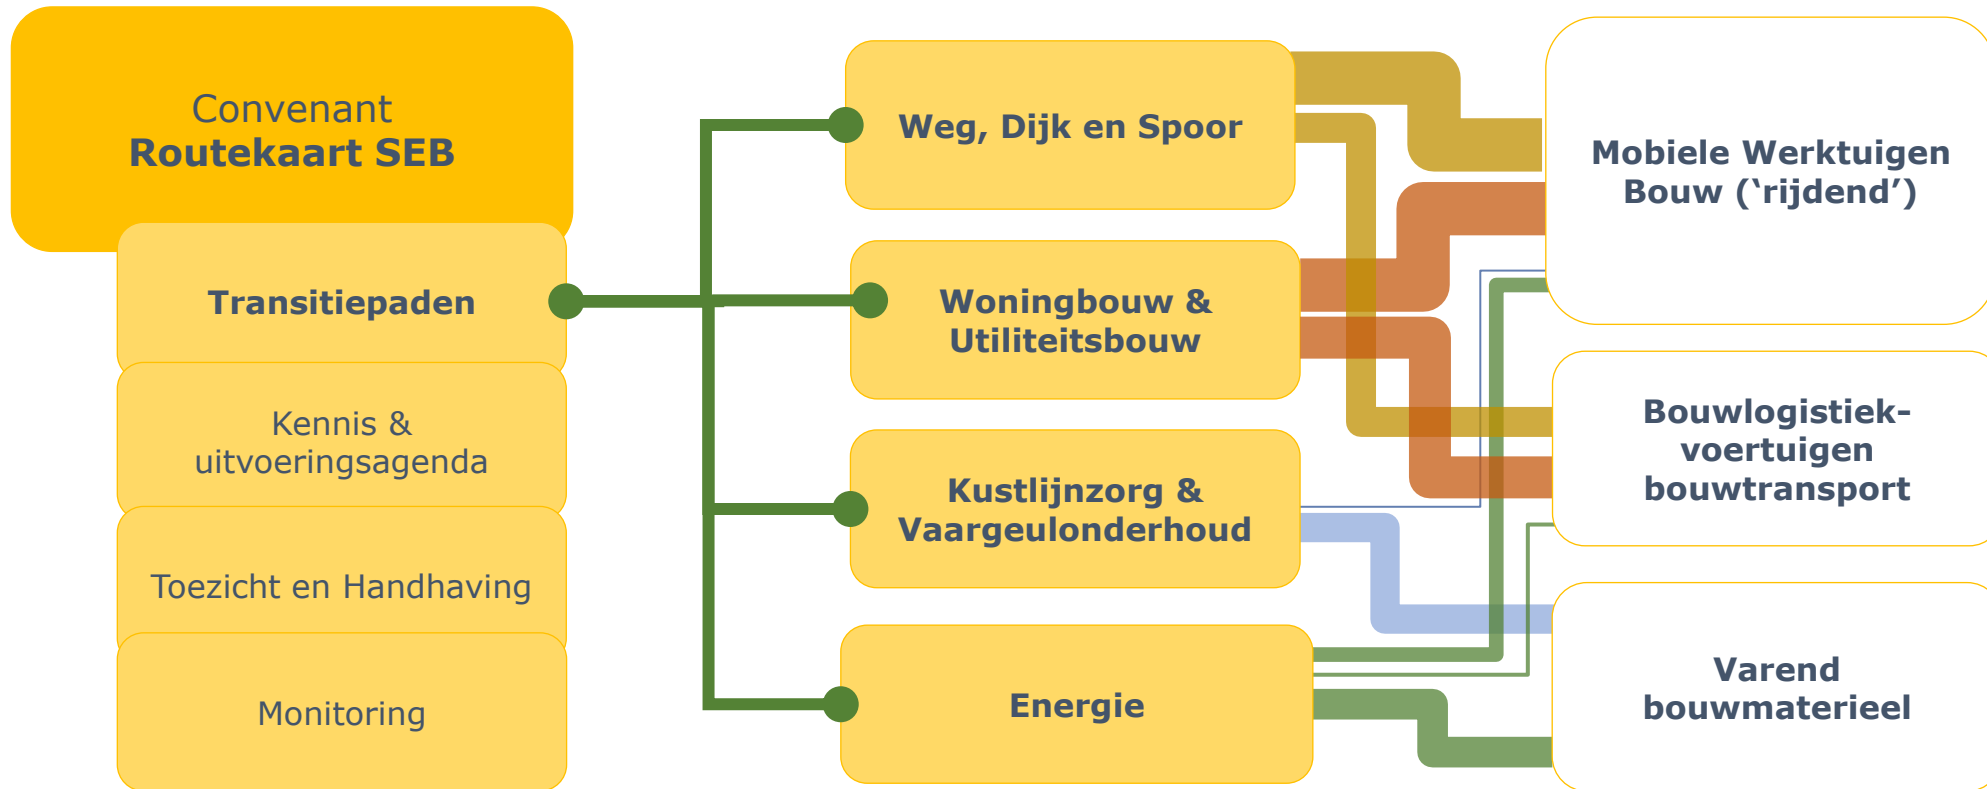 Convenant
Routekaart SEB
Transitiepaden
Kennis &
uitvoeringsagenda
Toezicht en Handhaving
Monitoring
Weg, Dijk en Spoor
Woningbouw &
Utiliteitsbouw
Kustlijnzorg &
Vaargeulonderhoud
Energie
Mobiele Werktuigen
Bouw (‘rijdend’)
Bouwlogistiek-
voertuigen
bouwtransport
Varend
bouwmaterieel